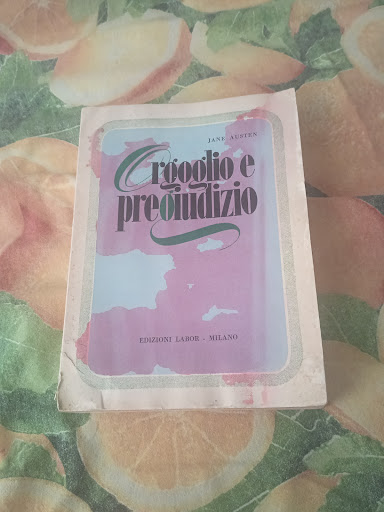 JANE AUSTEN
Orgoglio e
pregiudizio
EDIZIONI LABOR - MILANO